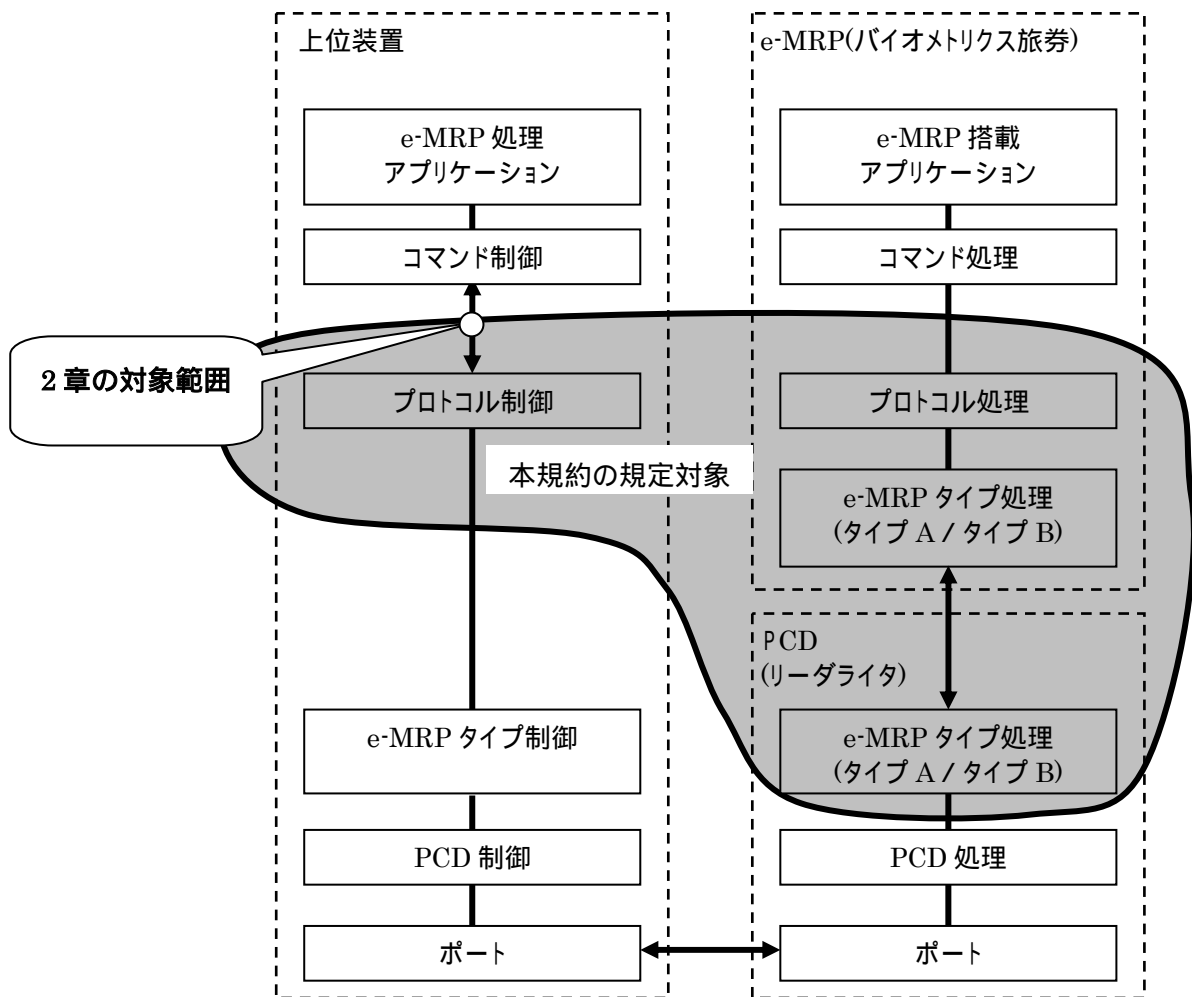 上位装置
e-MRP 処理
アプリケーション
コマンド制御
2 章の対象範囲
プロトコル制御
本規約の規定対象
e-MRP タイプ制御
PCD 制御
ポート
e-MRP(バイオメトリクス旅券)
e-MRP 搭載
アプリケーション
コマンド処理
プロトコル処理
e-MRP タイプ処理
(タイプ A / タイプ B)
PCD
(リーダライタ)
e-MRP タイプ処理
(タイプ A / タイプ B)
PCD 処理
ポート